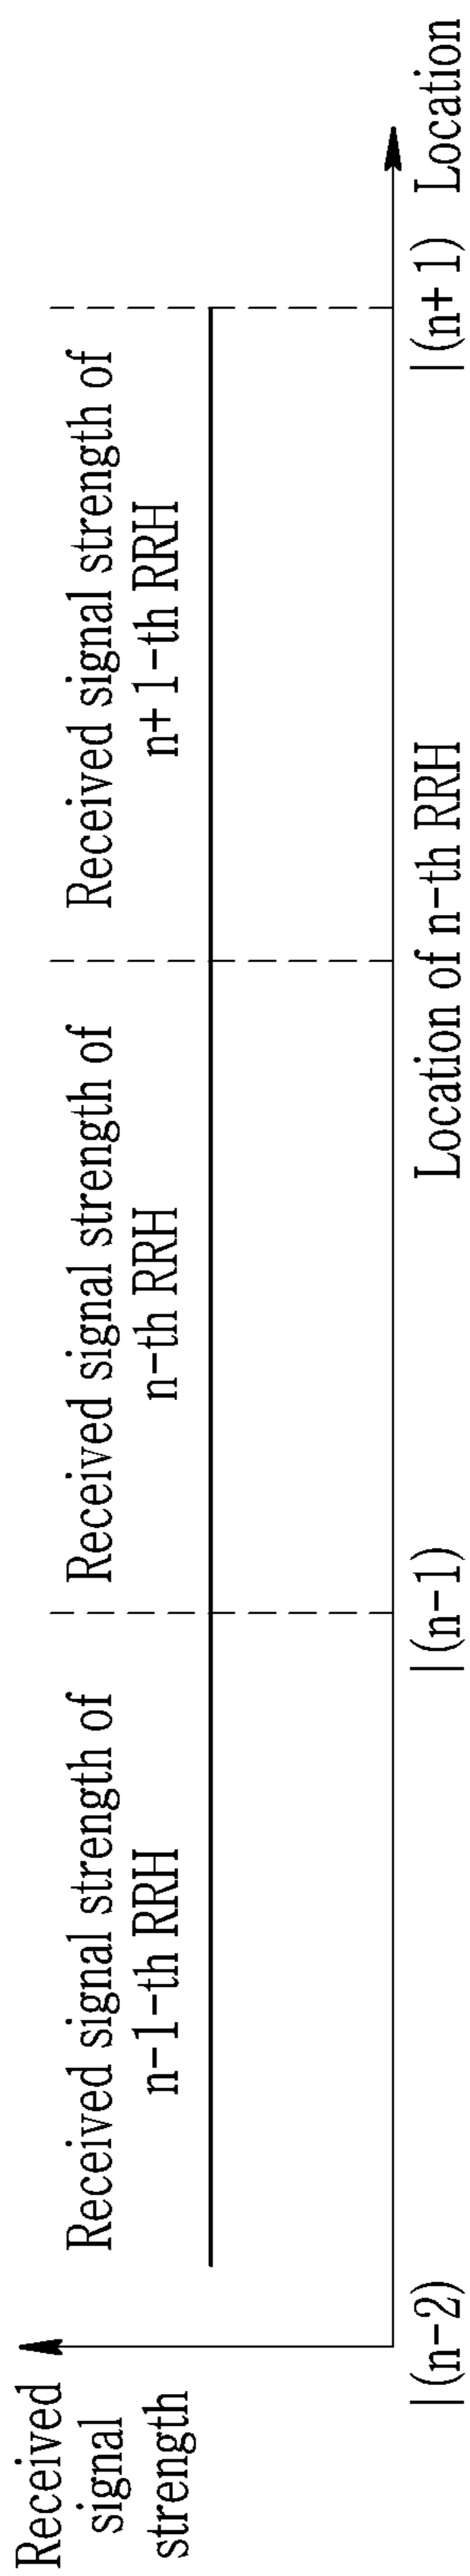 Received
signal
strength
Received signal strength of
n-1-th RRH
Received signal strength of
n-th RRH
Received signal strength of
n+1-th RRH
l(n-2)
l(n-1)
Location of n-th RRH
l(n+1)
Location